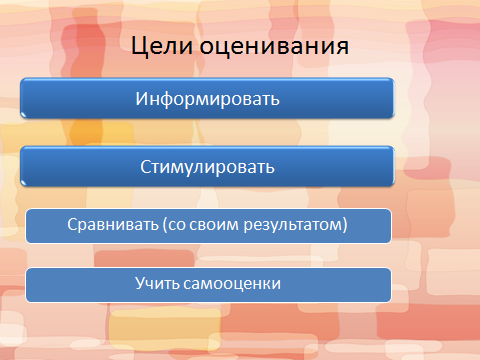 Цели оценивания
Информировать
Стимулировать
Сравнивать (со своим результатом)
Учить самооценки